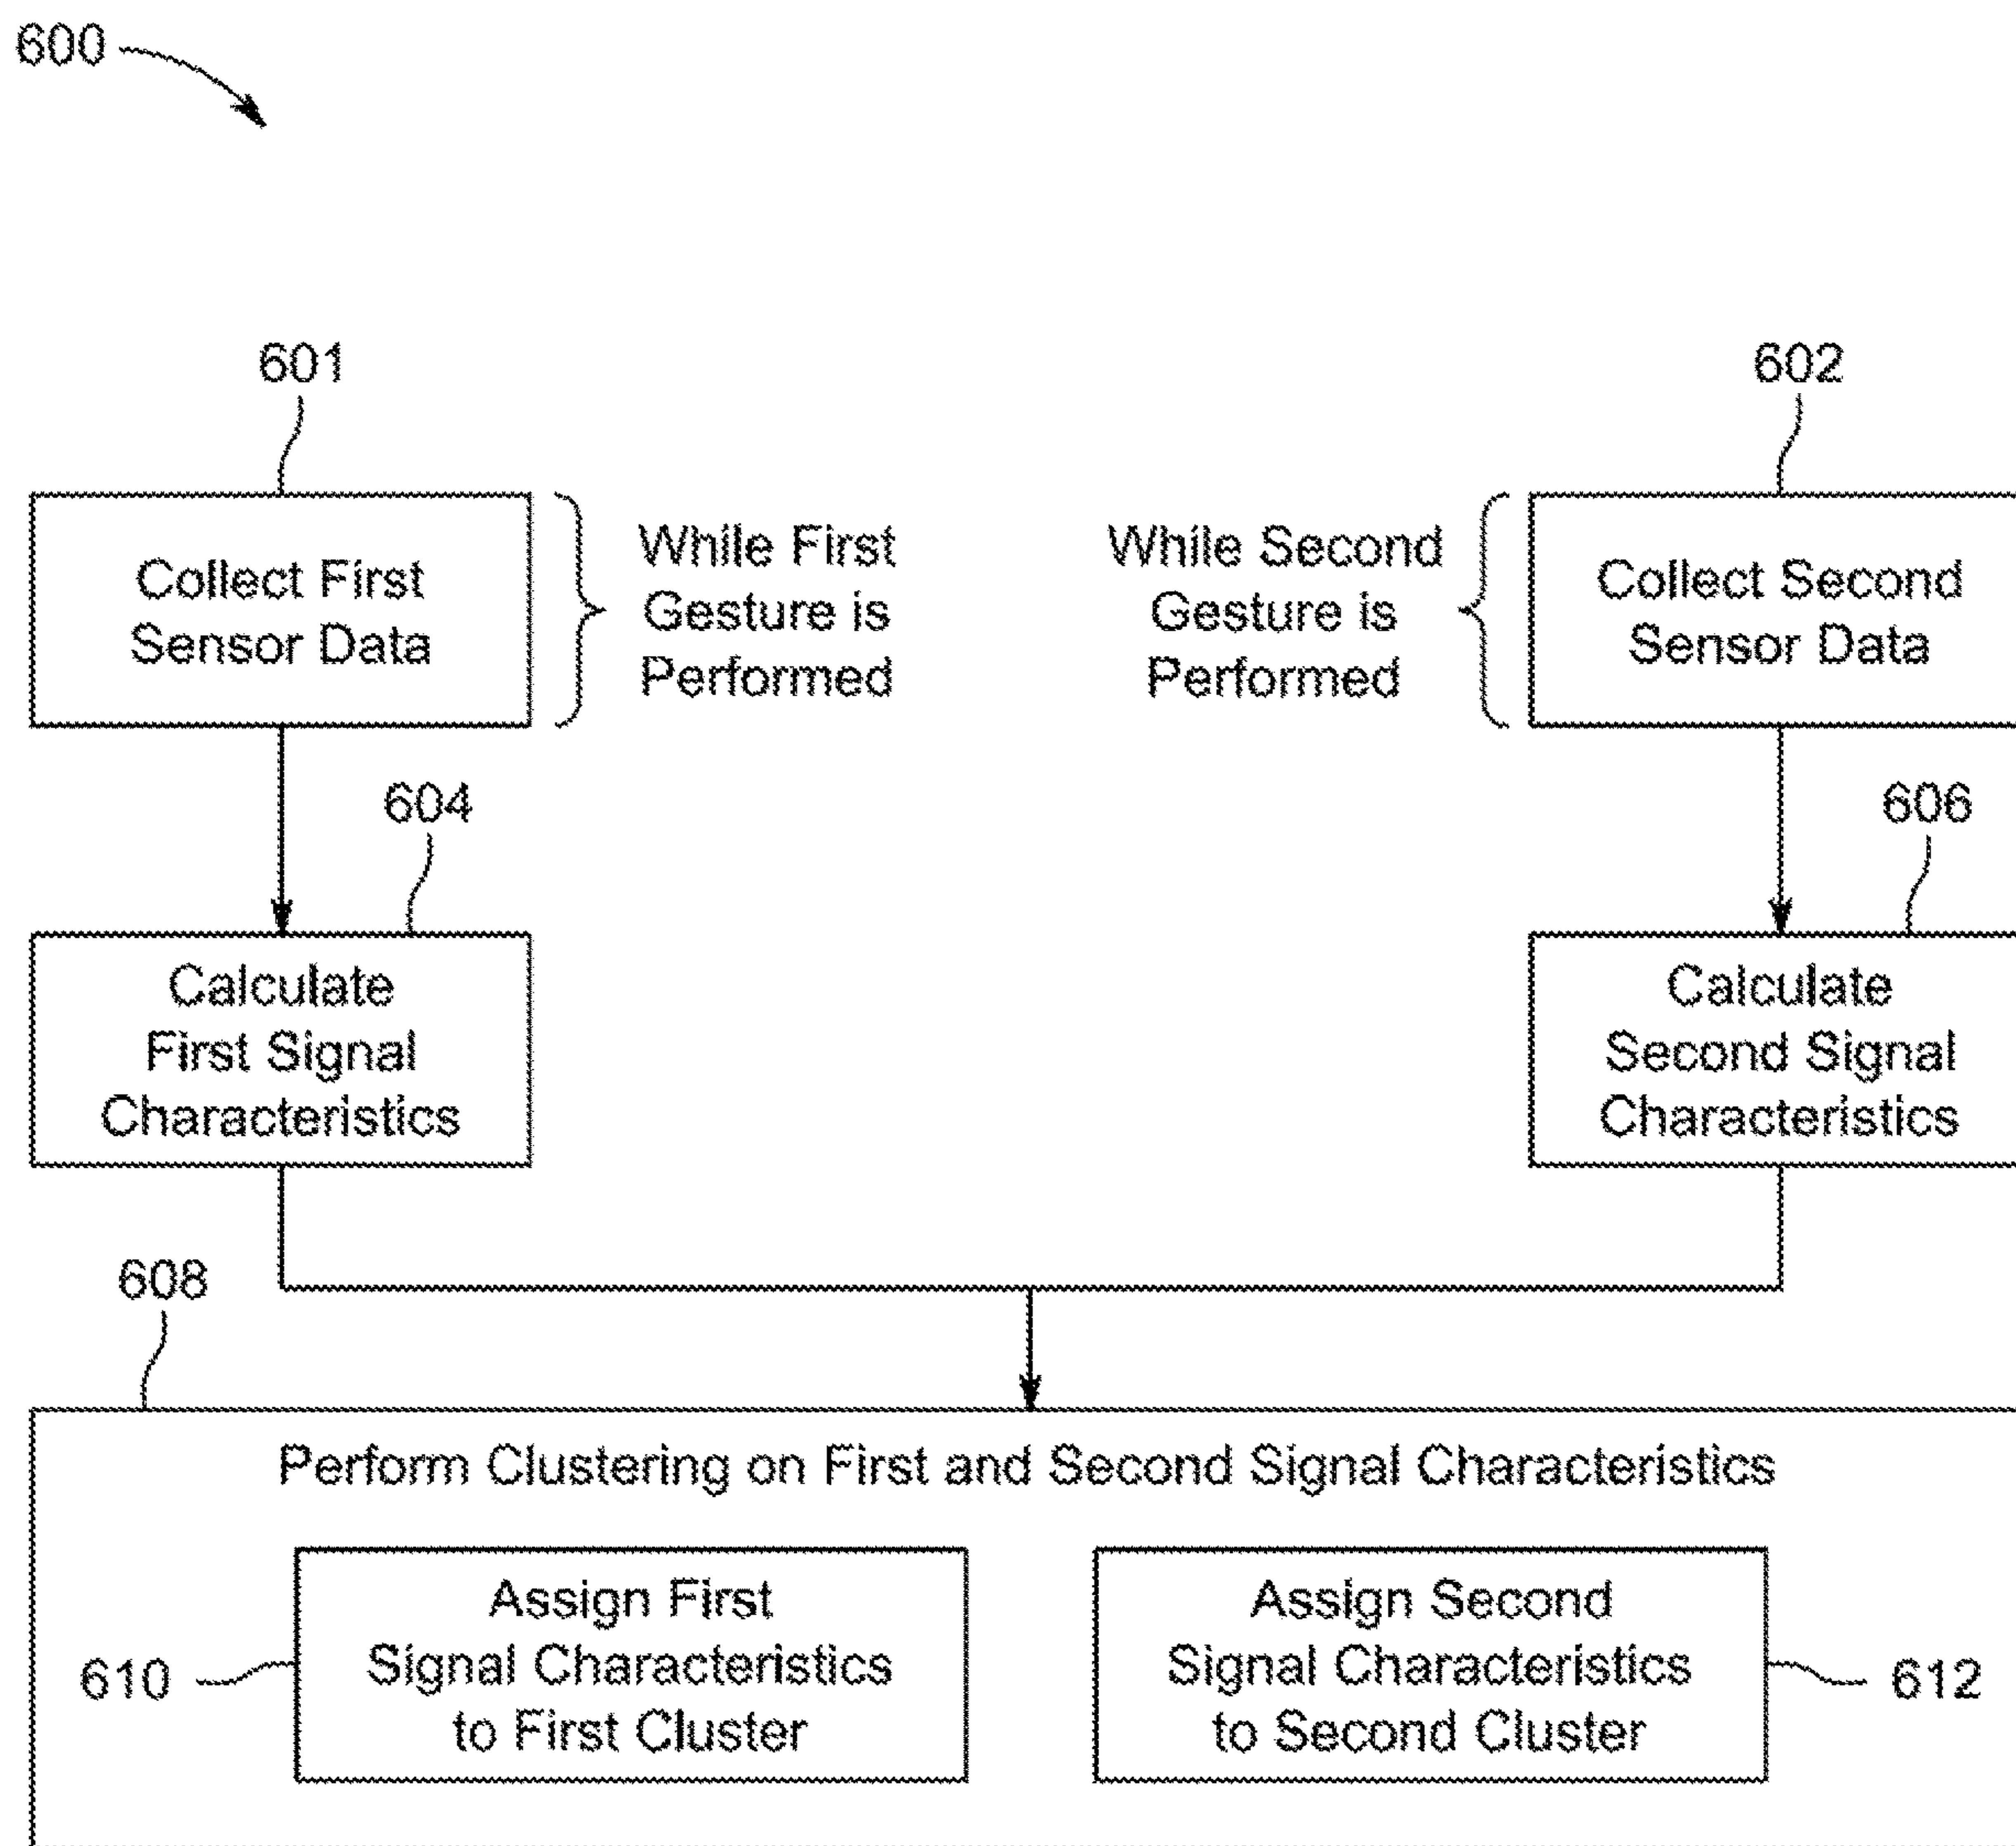 600
601
602
Collect First
Sensor Data
While First
Gesture is
Performed
While Second
Gesture is
Performed
Collect Second
Sensor Data
604
606
Calculate
First Signal
Characteristics
Calculate
Second Signal
Characteristics
608
Perform Clustering on First and Second Signal Characteristics
610
Assign First
Signal Characteristics
to First Cluster
Assign Second
Signal Characteristics
to Second Cluster
612